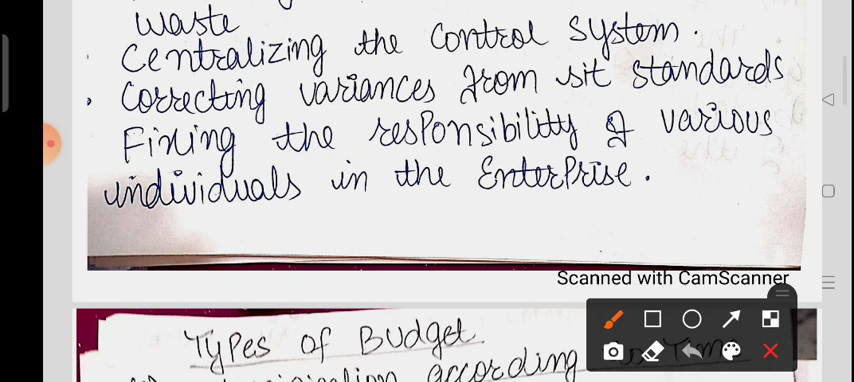 waste
Centralizing the control system.
Correcting variances from sit standards
Fixing the responsibility of various
individuals in the Enterprise.
Scanned with CamScanner
Types of Budget
according